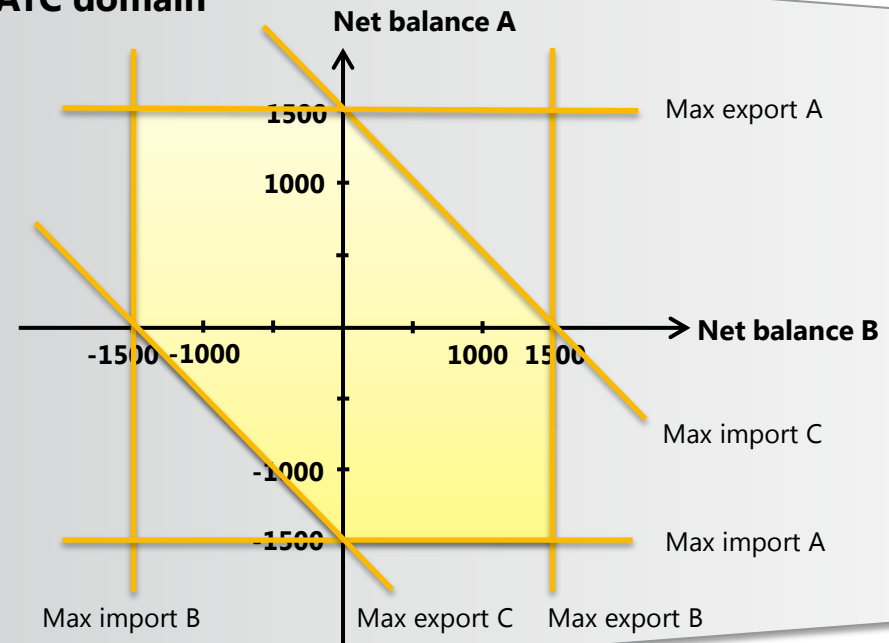 ATC domain
Net balance A
1500
Max export A
1000
Net balance B
-1500 -1000
1000 1500
Max import C
-1000
-1500
Max import A
Max import B
Max export C
Max export B